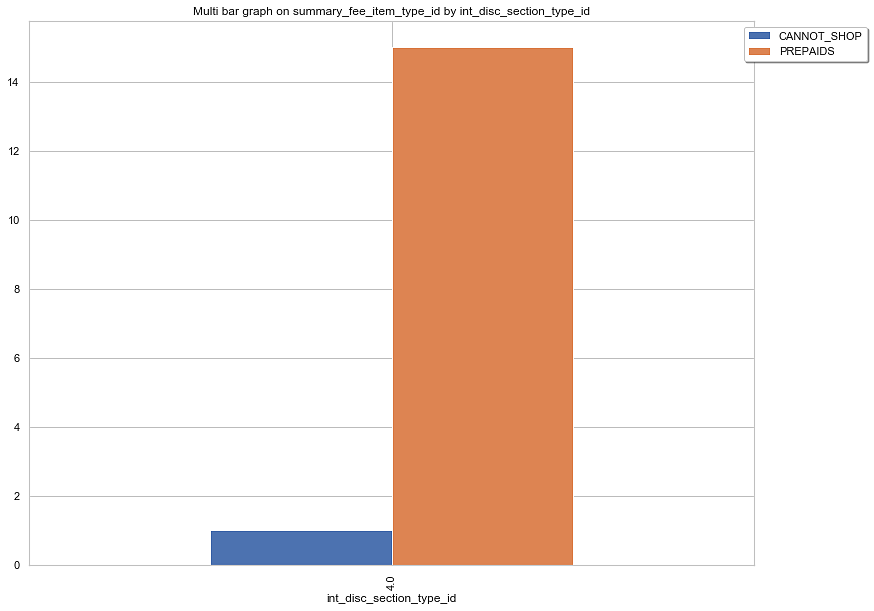 Multi bar graph on summary_fee_item_type_id by int_disc_section_type_id
CANNOT_SHOP
PREPAIDS
14
12
10
8
6
4
2
0
4.0
int_disc_section_type_id